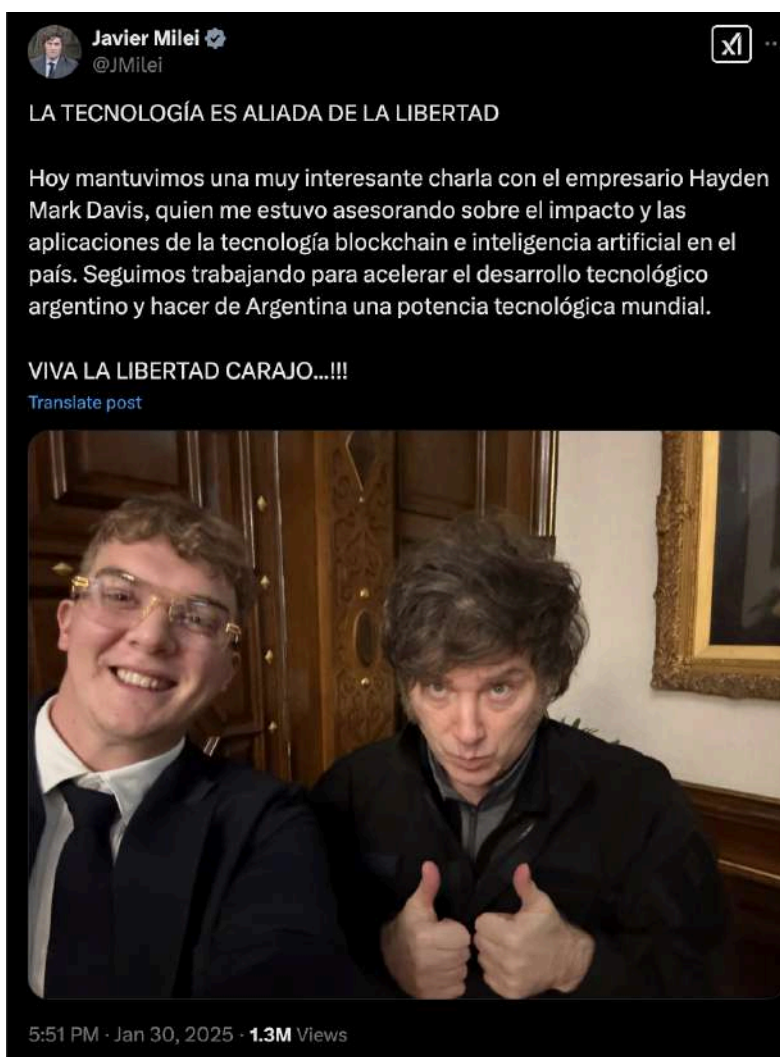 Javier Milei
@JMilei
LA TECNOLOGÍA ES ALIADA DE LA LIBERTAD
Hoy mantuvimos una muy interesante charla con el empresario Hayden
Mark Davis, quien me estuvo asesorando sobre el impacto y las
aplicaciones de la tecnología blockchain e inteligencia artificial en el
país. Seguimos trabajando para acelerar el desarrollo tecnológico
argentino y hacer de Argentina una potencia tecnológica mundial.
VIVA LA LIBERTAD CARAJO...!!!
Translate post
5:51 PM · Jan 30, 2025 · 1.3M Views